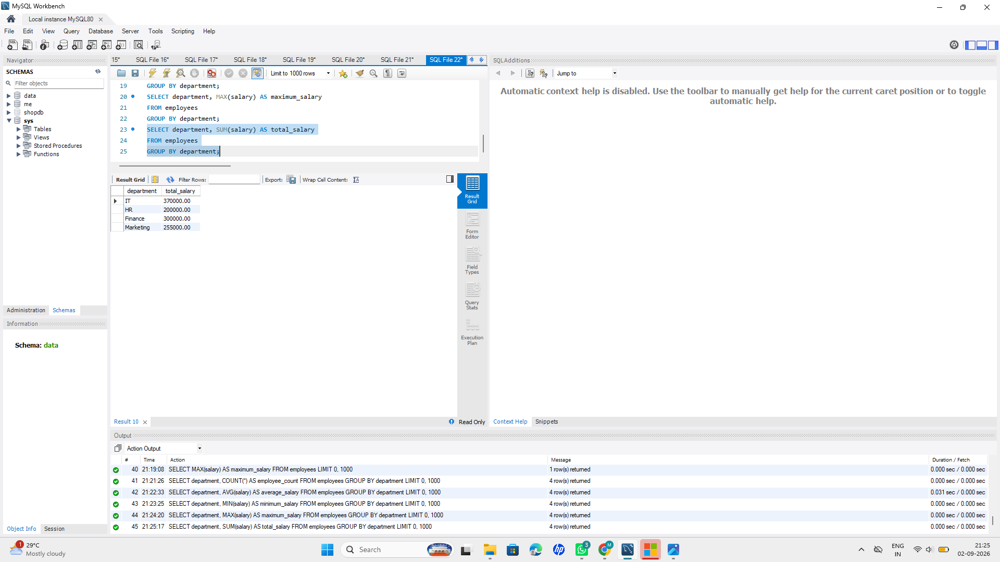 MySQL Workbench
Local instance MySQL80
File Edit View Query Database Server Tools Scripting Help
Navigator
SCHEMAS
Filter objects
data
me
shopdb
sys
Tables
Views
Stored Procedures
Functions
Administration Schemas
Information
Schema: data
Object Info Session
15* SQL File 16* SQL File 17* SQL File 18* SQL File 19* SQL File 20* SQL File 21* SQL File 22*
Limit to 1000 rows
19 GROUP BY department;
20 SELECT department, MAX(salary) AS maximum_salary
21 FROM employees
22 GROUP BY department;
23 SELECT department, SUM(salary) AS total_salary
24 FROM employees
25 GROUP BY department;
Result Grid Filter Rows: Export: Wrap Cell Content:
department total_salary
IT 370000.00
HR 200000.00
Finance 300000.00
Marketing 255000.00
Result
Grid
Form
Editor
Field
Types
Query
Stats
Execution
Plan
Result 10 Read Only
SQLAdditions
Jump to
Automatic context help is disabled. Use the toolbar to manually get help for the current caret position or to toggle
automatic help.
Context Help Snippets
Output
Action Output
# Time Action Message Duration / Fetch
40 21:19:08 SELECT MAX(salary) AS maximum_salary FROM employees LIMIT 0, 1000 1 row(s) returned 0.000 sec / 0.000 sec
41 21:21:26 SELECT department, COUNT(*) AS employee_count FROM employees GROUP BY department LIMIT 0, 1000 4 row(s) returned 0.000 sec / 0.000 sec
42 21:22:33 SELECT department, AVG(salary) AS average_salary FROM employees GROUP BY department LIMIT 0, 1000 4 row(s) returned 0.031 sec / 0.000 sec
43 21:23:25 SELECT department, MIN(salary) AS minimum_salary FROM employees GROUP BY department LIMIT 0, 1000 4 row(s) returned 0.000 sec / 0.000 sec
44 21:24:20 SELECT department, MAX(salary) AS maximum_salary FROM employees GROUP BY department LIMIT 0, 1000 4 row(s) returned 0.000 sec / 0.000 sec
45 21:25:17 SELECT department, SUM(salary) AS total_salary FROM employees GROUP BY department LIMIT 0, 1000 4 row(s) returned 0.000 sec / 0.000 sec
1
29°C
Mostly cloudy
Search
hp
3
M
ENG
IN
21:25
02-09-2026